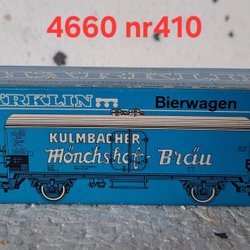 4660 nr410
MÄRKLIN
Bierwagen
KULMBACHER
Mönchshof - Bräu